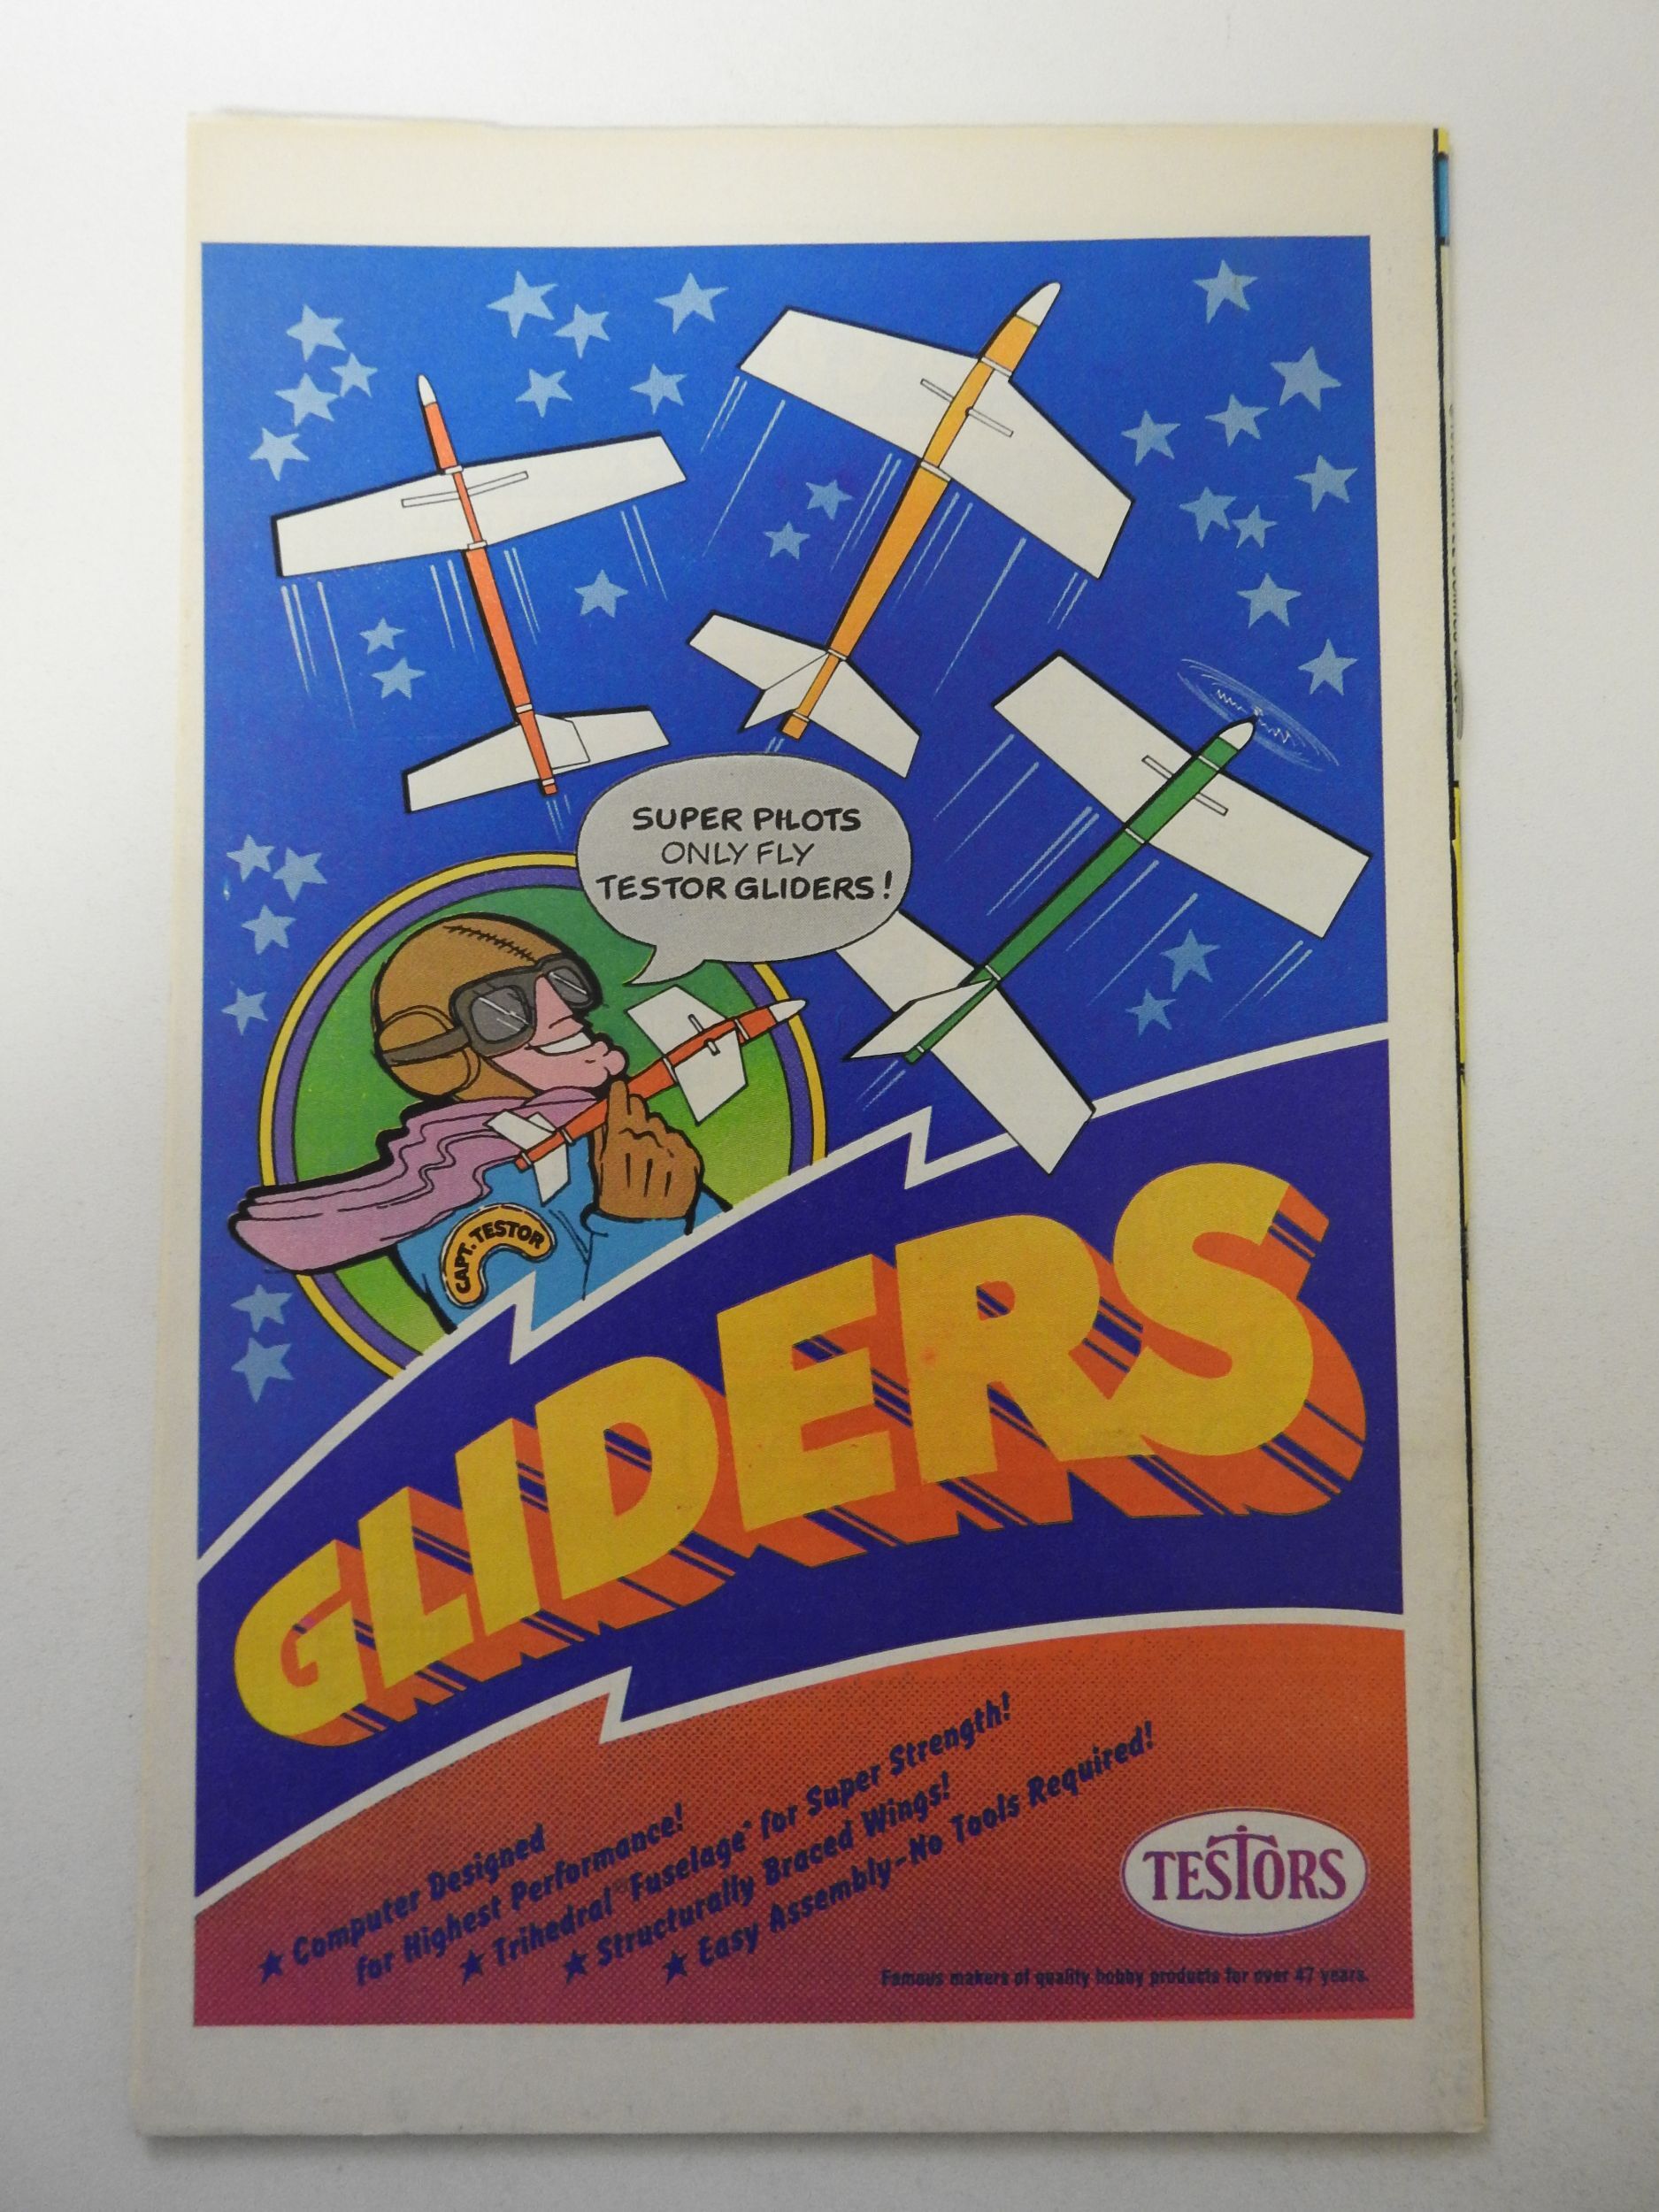 SUPER PILOTS
ONLY FLY
TESTOR GLIDERS!
CAPT. TESTOR
GLIDERS
★ Computer Designed
for Highest Performance!
★ Trihedral® Fuselage" for Super Strength!
★ Structurally Braced Wings!
★ Easy Assembly-No Tools Required!
TESTORS
Famous makers of quality hobby products for over 47 years.